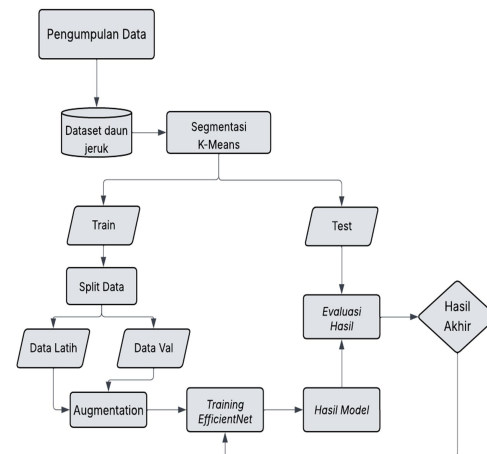 Pengumpulan Data
Dataset daun
jeruk
Segmentasi
K-Means
Train
Test
Split Data
Evaluasi
Hasil
Hasil
Akhir
Data Latih
Data Val
Augmentation
Training
EfficientNet
Hasil Model